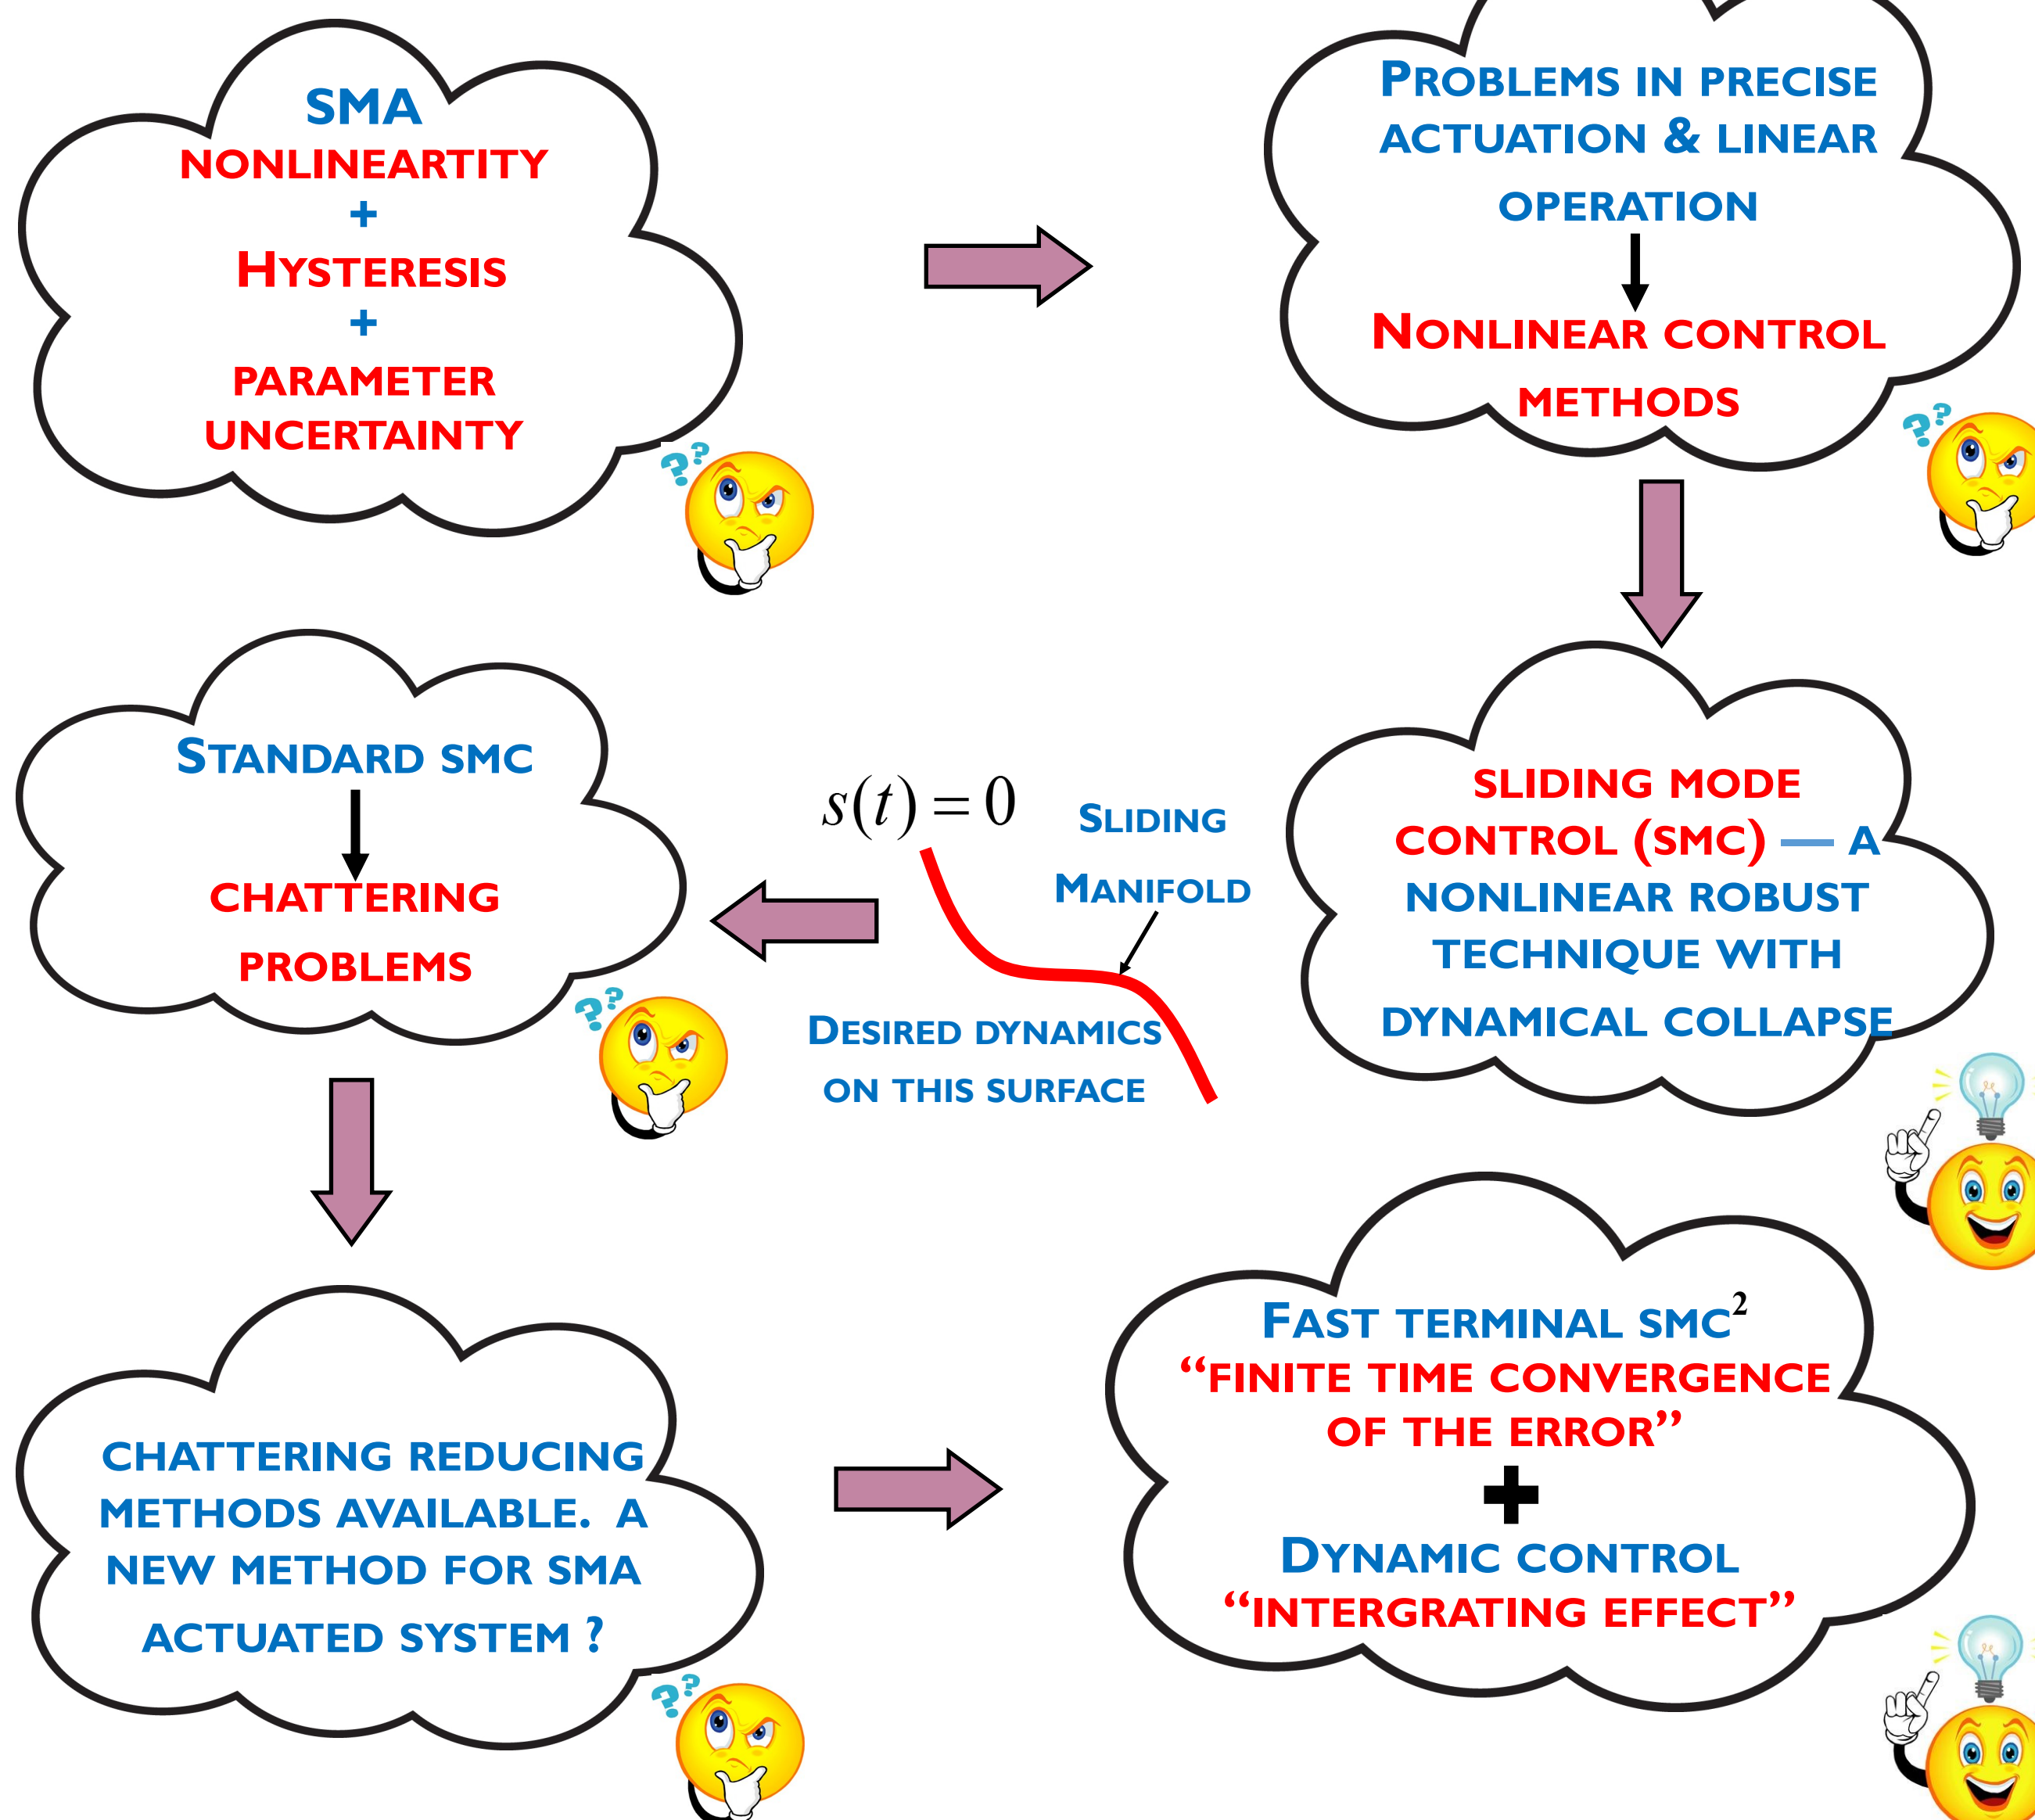 SMA
NONLINEARTITY
+
HYSTERESIS
+
PARAMETER
UNCERTAINTY
??
PROBLEMS IN PRECISE
ACTUATION & LINEAR
OPERATION
NONLINEAR CONTROL
METHODS
??
SLIDING MODE
CONTROL (SMC) — A
NONLINEAR ROBUST
TECHNIQUE WITH
DYNAMICAL COLLAPSE
s(t) = 0
SLIDING
MANIFOLD
DESIRED DYNAMICS
ON THIS SURFACE
STANDARD SMC
CHATTERING
PROBLEMS
??
CHATTERING REDUCING
METHODS AVAILABLE. A
NEW METHOD FOR SMA
ACTUATED SYSTEM ?
??
FAST TERMINAL SMC²
“FINITE TIME CONVERGENCE
OF THE ERROR”
+
DYNAMIC CONTROL
“INTERGRATING EFFECT”